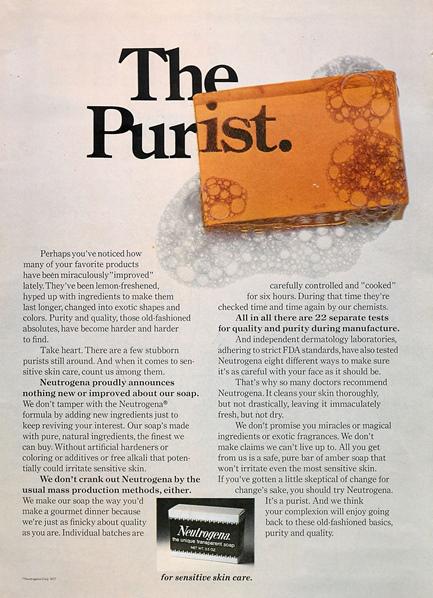 The
Purist.
Perhaps you've noticed how
many of your favorite products
have been miraculously "improved"
lately. They've been lemon-freshened,
hyped up with ingredients to make them
last longer, changed into exotic shapes and
colors. Purity and quality, those old-fashioned
absolutes, have become harder and harder
to find.
Take heart. There are a few stubborn
purists still around. And when it comes to sen-
sitive skin care, count us among them.
Neutrogena proudly announces
nothing new or improved about our soap.
We don't tamper with the Neutrogena®
formula by adding new ingredients just to
keep reviving your interest. Our soap's made
with pure, natural ingredients, the finest we
can buy. Without artificial hardeners or
coloring or additives or free alkali that poten-
tially could irritate sensitive skin.
We don't crank out Neutrogena by the
usual mass production methods, either.
We make our soap the way you'd
make a gourmet dinner because
we're just as finicky about quality
as you are. Individual batches are
carefully controlled and "cooked"
for six hours. During that time they're
checked time and time again by our chemists.
All in all there are 22 separate tests
for quality and purity during manufacture.
And independent dermatology laboratories,
adhering to strict FDA standards, have also tested
Neutrogena eight different ways to make sure
it's as careful with your face as it should be.
That's why so many doctors recommend
Neutrogena. It cleans your skin thoroughly,
but not drastically, leaving it immaculately
fresh, but not dry.
We don't promise you miracles or magical
ingredients or exotic fragrances. We don't
make claims we can't live up to. All you get
from us is a safe, pure bar of amber soap that
won't irritate even the most sensitive skin.
If you've gotten a little skeptical of change for
change's sake, you should try Neutrogena.
It's a purist. And we think
your complexion will enjoy going
back to these old-fashioned basics,
purity and quality.
Neutrogena.
the unique transparent soap
NET WT. 3.5 OZ.
for sensitive skin care.
©Neutrogena Corp. 1977